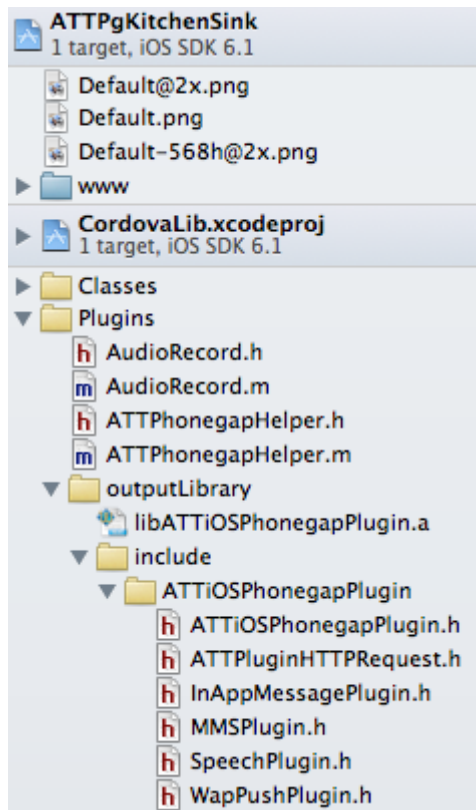 ATTPgKitchenSink
1 target, iOS SDK 6.1
Default@2x.png
Default.png
Default-568h@2x.png
www
CordovaLib.xcodeproj
1 target, iOS SDK 6.1
Classes
Plugins
h AudioRecord.h
m AudioRecord.m
h ATTPhonegapHelper.h
m ATTPhonegapHelper.m
outputLibrary
libATTiOSPhonegapPlugin.a
include
ATTiOSPhonegapPlugin
h ATTiOSPhonegapPlugin.h
h ATTPluginHTTPRequest.h
h InAppMessagePlugin.h
h MMSPlugin.h
h SpeechPlugin.h
h WapPushPlugin.h